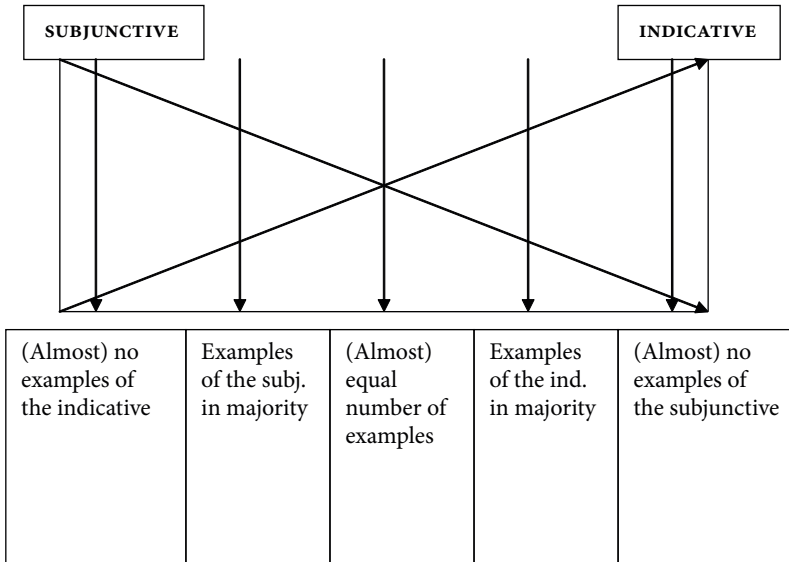 SUBJUNCTIVE
INDICATIVE
(Almost) no
examples of
the indicative
Examples
of the subj.
in majority
(Almost)
equal
number of
examples
Examples
of the ind.
in majority
(Almost) no
examples of
the subjunctive